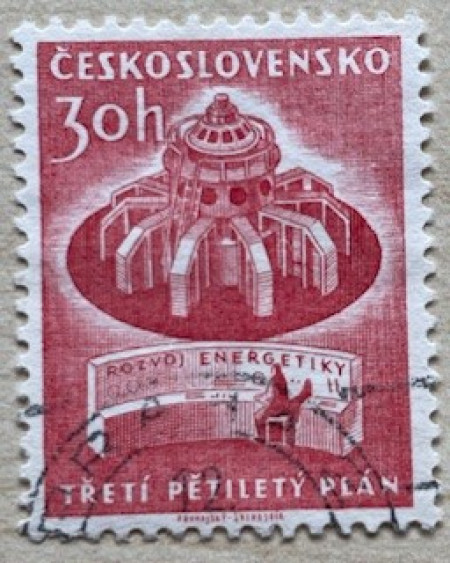 ČESKOSLOVENSKO
30h
ROZVOJ ENERGETIKY
TŘETÍ PĚTILETÝ PLÁN